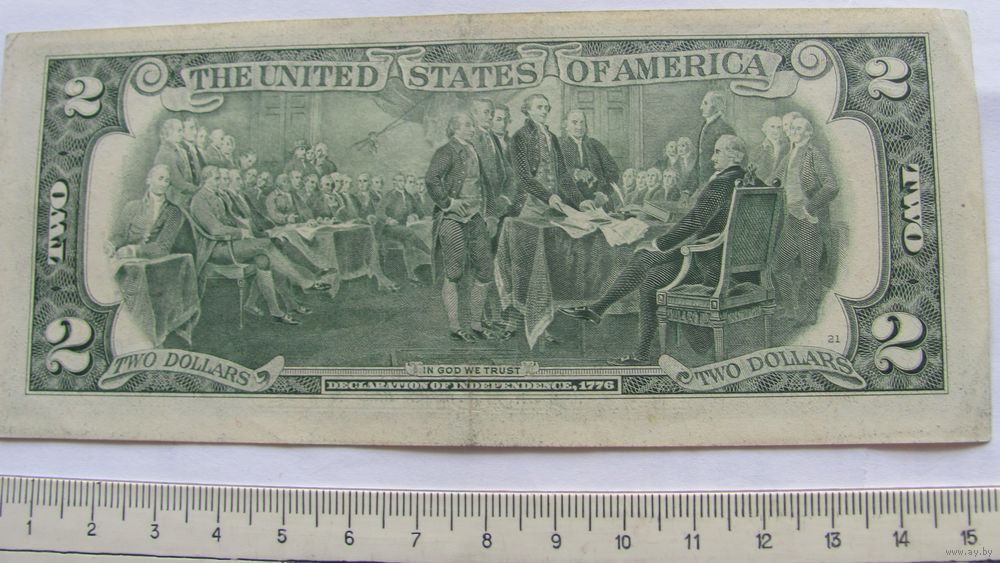 THE UNITED STATES OF AMERICA
2
2
TWO
TWO
2
2
21
TWO DOLLARS
IN GOD WE TRUST
TWO DOLLARS
DECLARATION OF INDEPENDENCE, 1776
1 2 3 4 5 6 7 8 9 10 11 12 13 14 15
www.ay.by